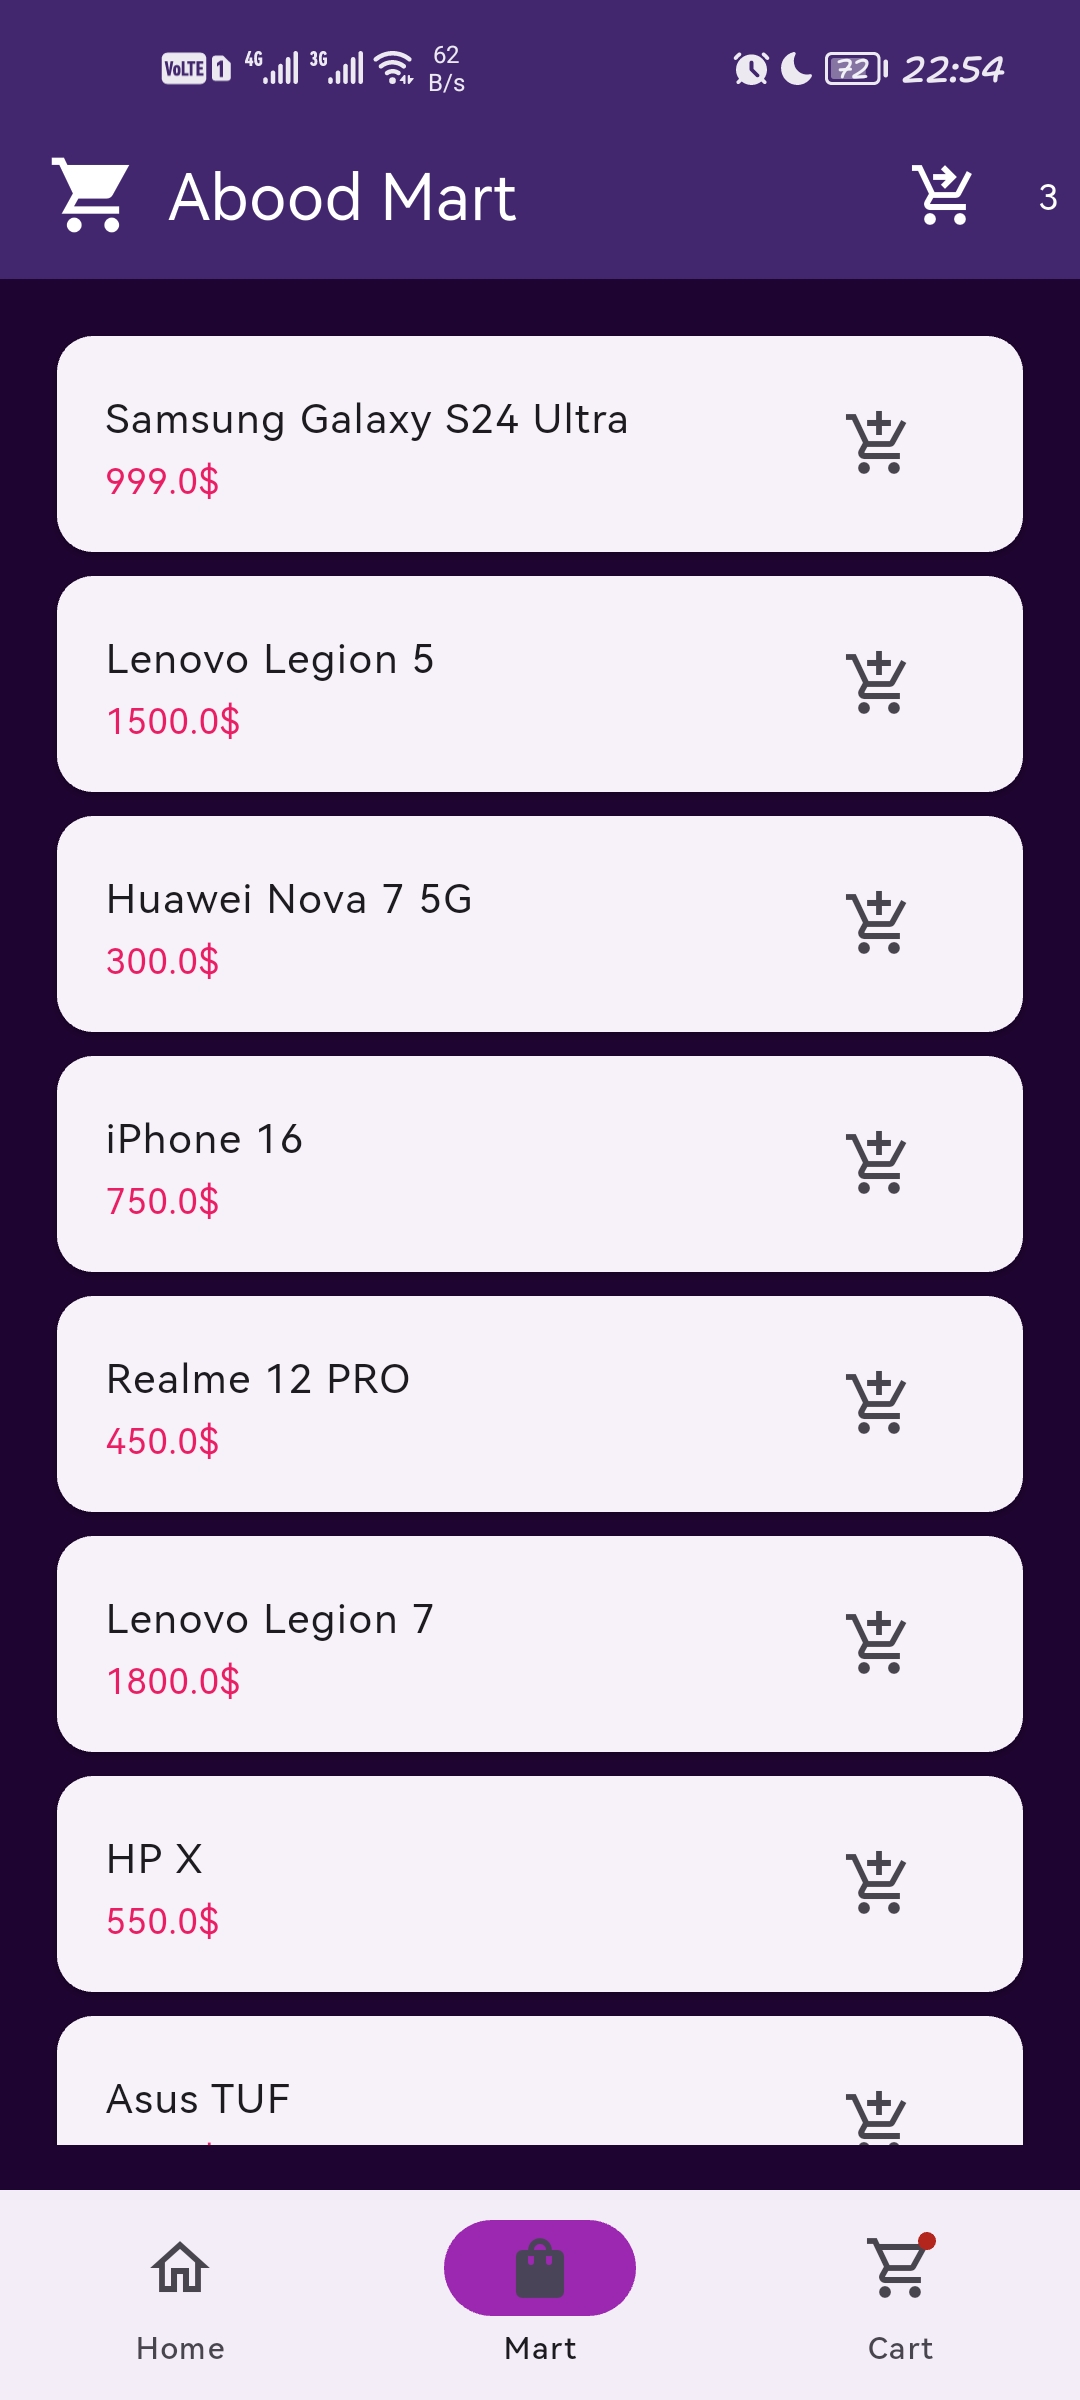 VoLTE 1 4G 3G 62 B/s 72 22:54
Abood Mart 3
Samsung Galaxy S24 Ultra
999.0$
Lenovo Legion 5
1500.0$
Huawei Nova 7 5G
300.0$
iPhone 16
750.0$
Realme 12 PRO
450.0$
Lenovo Legion 7
1800.0$
HP X
550.0$
Asus TUF
Home Mart Cart